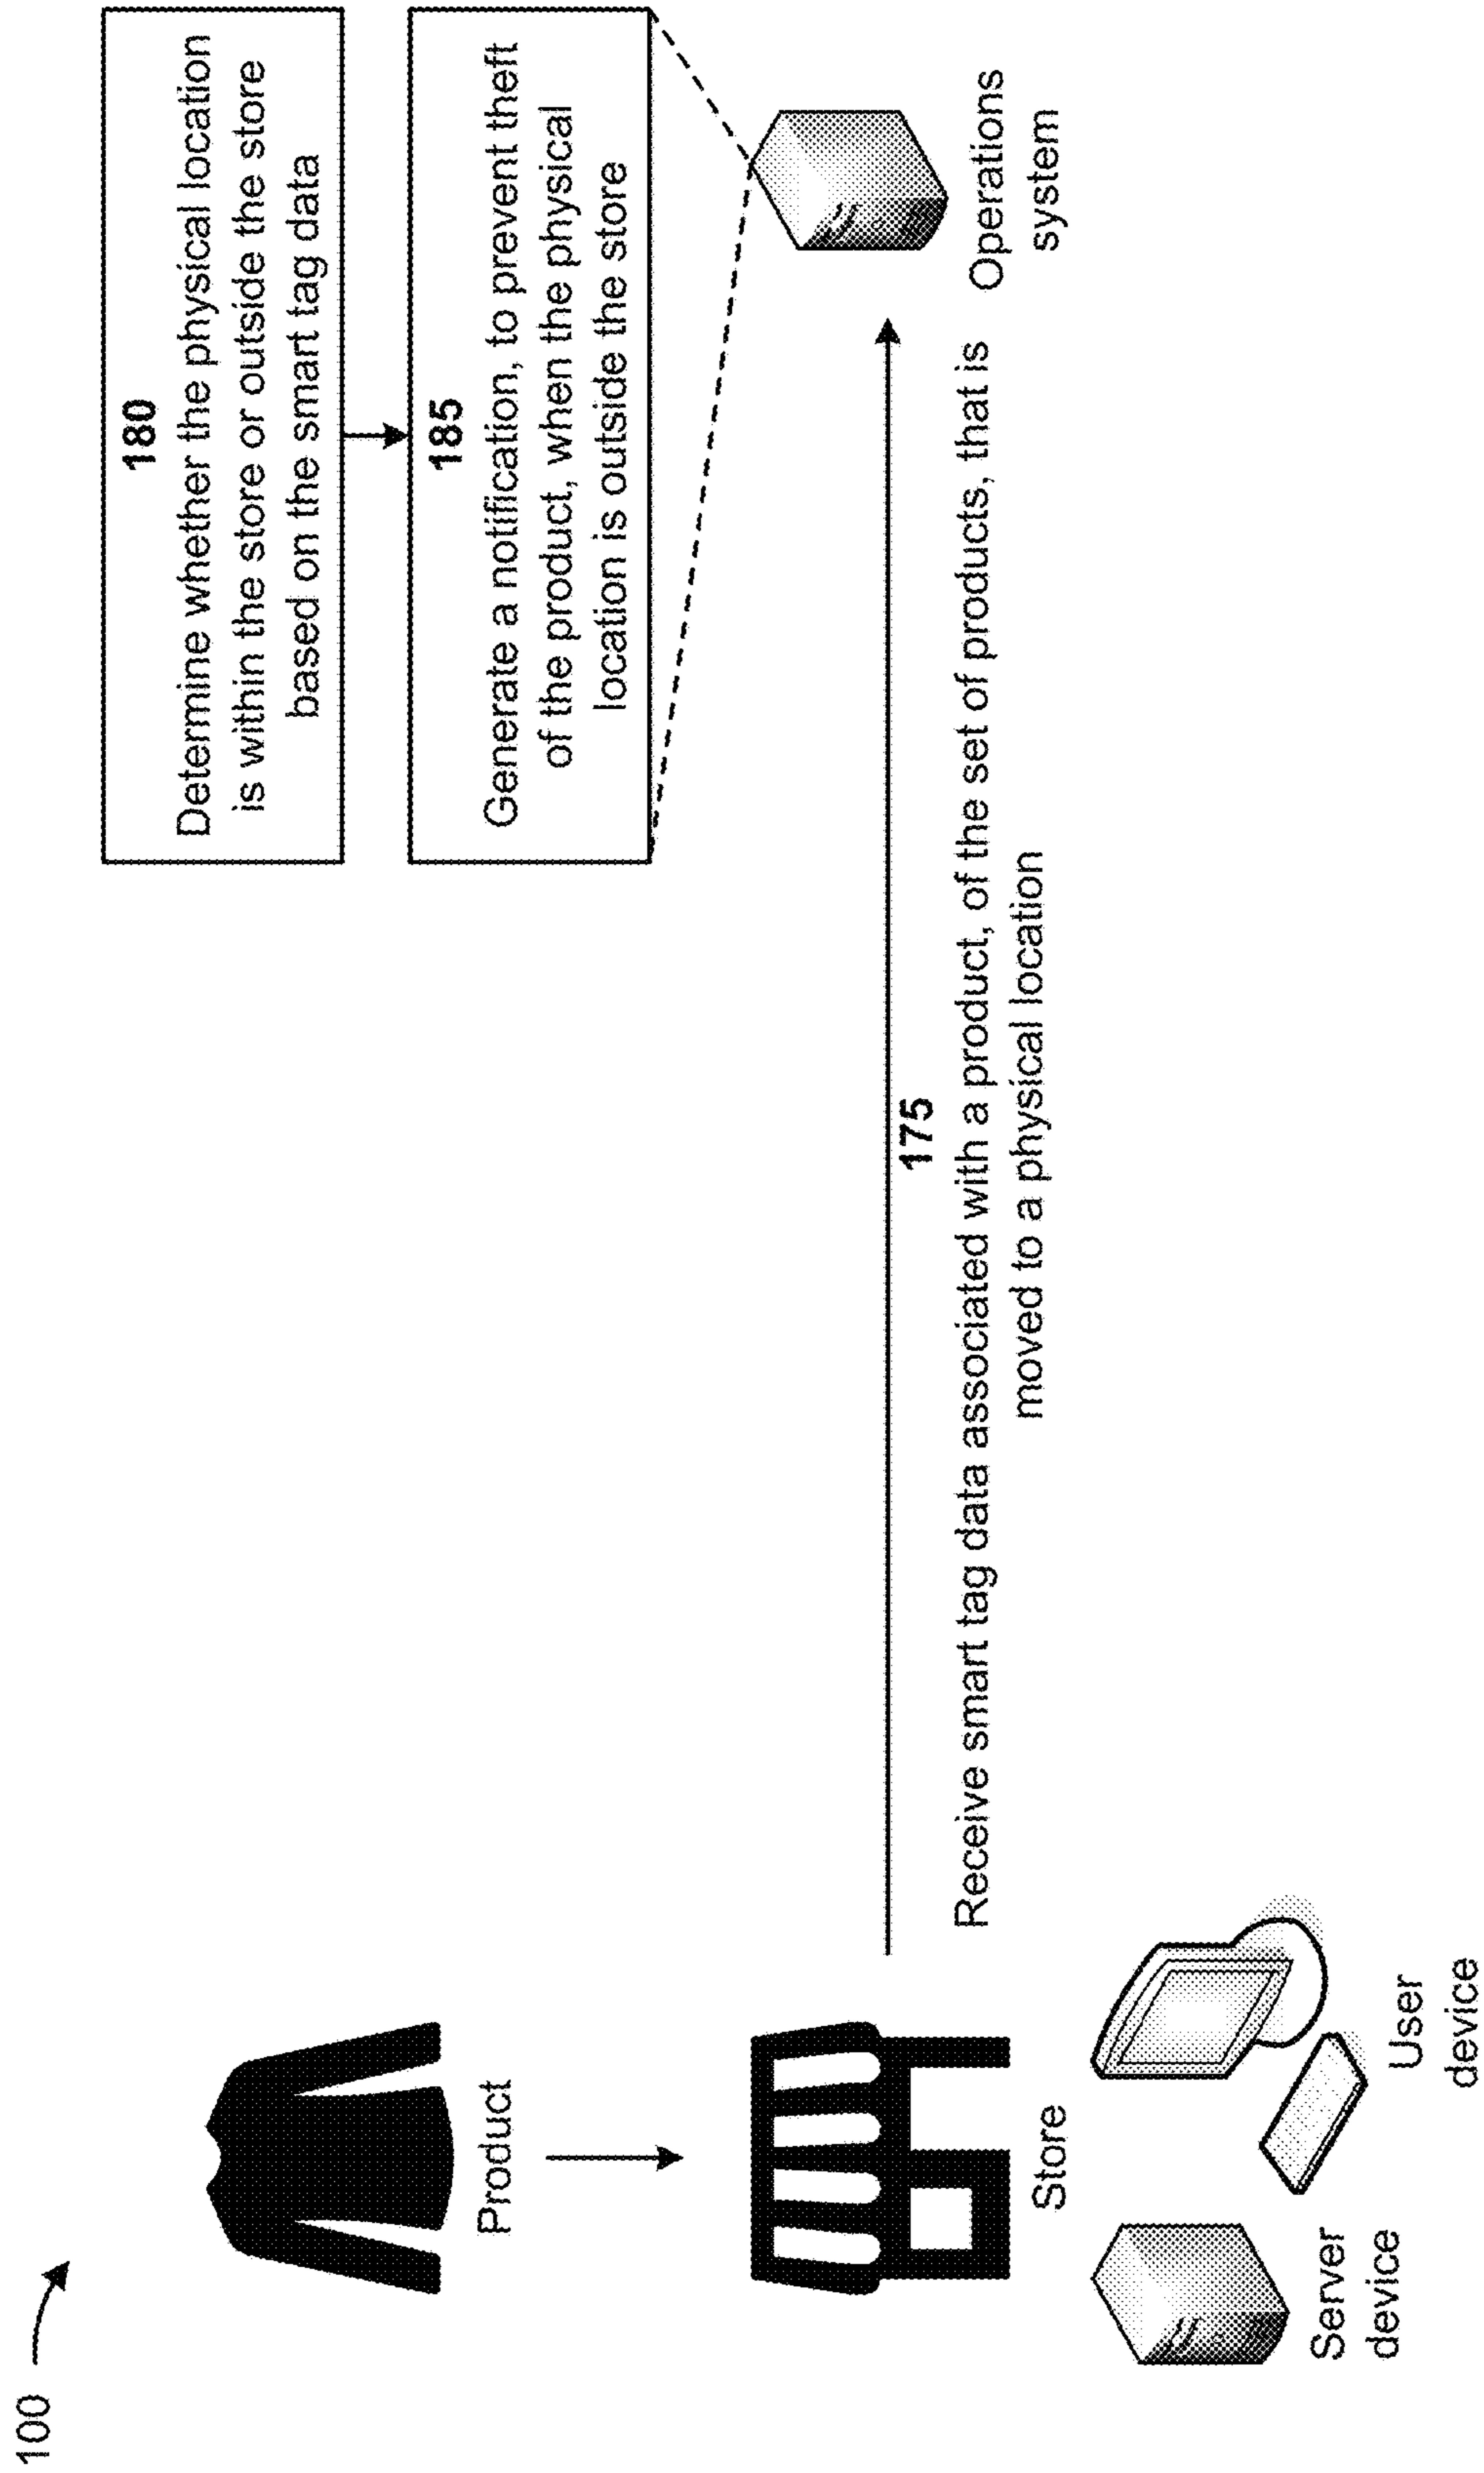 100
Product
Store
Server
device
User
device
175
Receive smart tag data associated with a product, of the set of products, that is
moved to a physical location
180
Determine whether the physical location
is within the store or outside the store
based on the smart tag data
185
Generate a notification, to prevent theft
of the product, when the physical
location is outside the store
Operations
system